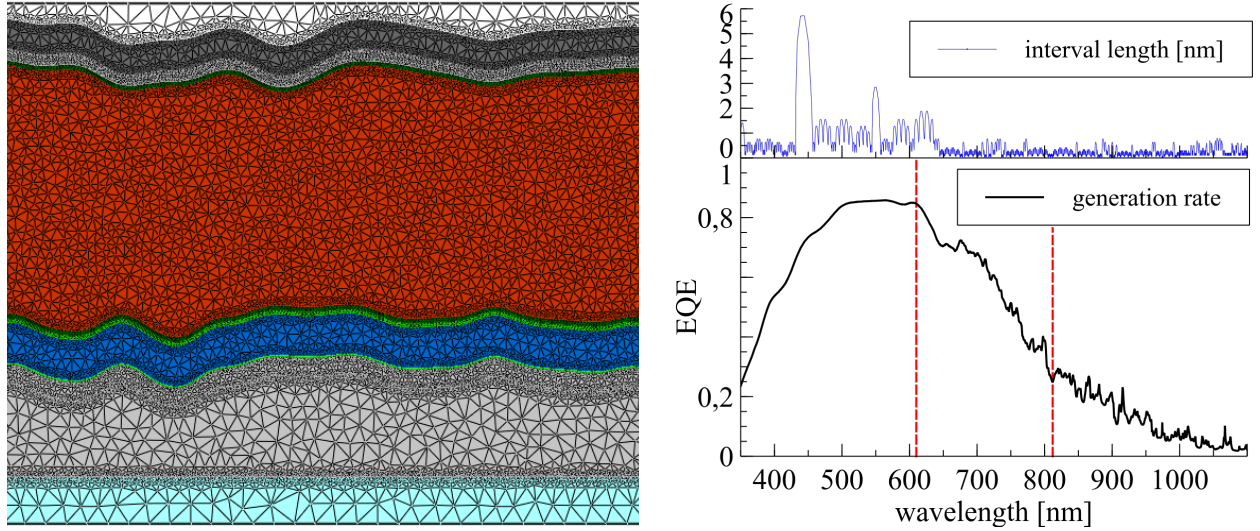 6
5
4
3
2
1
0
interval length [nm]
1
0,8
0,2
0
EQE
generation rate
400 500 600 700 800 900 1000
wavelength [nm]